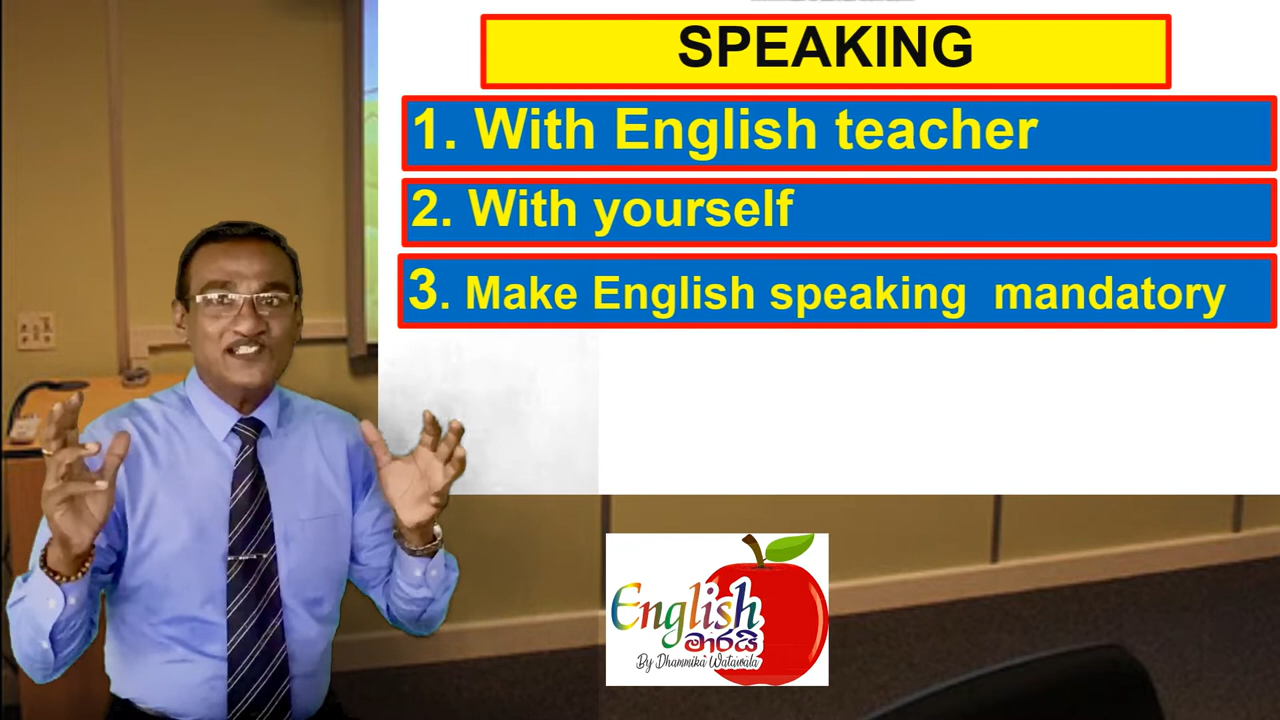 SPEAKING
1. With English teacher
2. With yourself
3. Make English speaking mandatory
English
මාරයි
By Dhammika Watawala